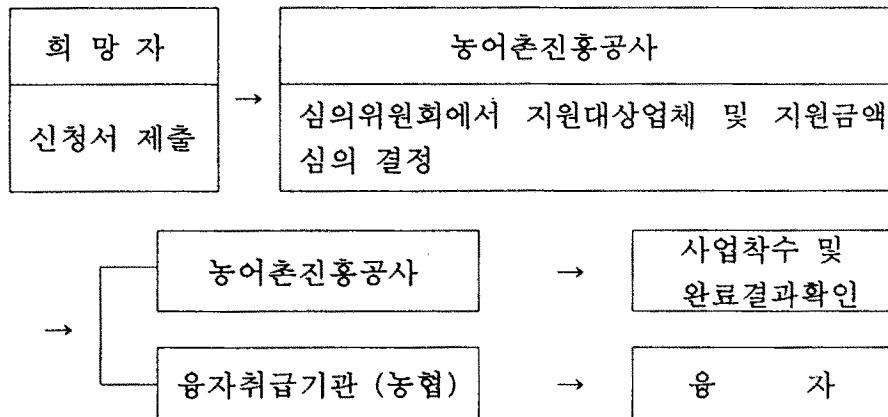 희 망 자
신청서 제출
→
농어촌진흥공사
심의위원회에서 지원대상업체 및 지원금액
심의 결정
→
농어촌진흥공사
→
사업착수 및
완료결과확인
융자취급기관 (농협)
→
융 자